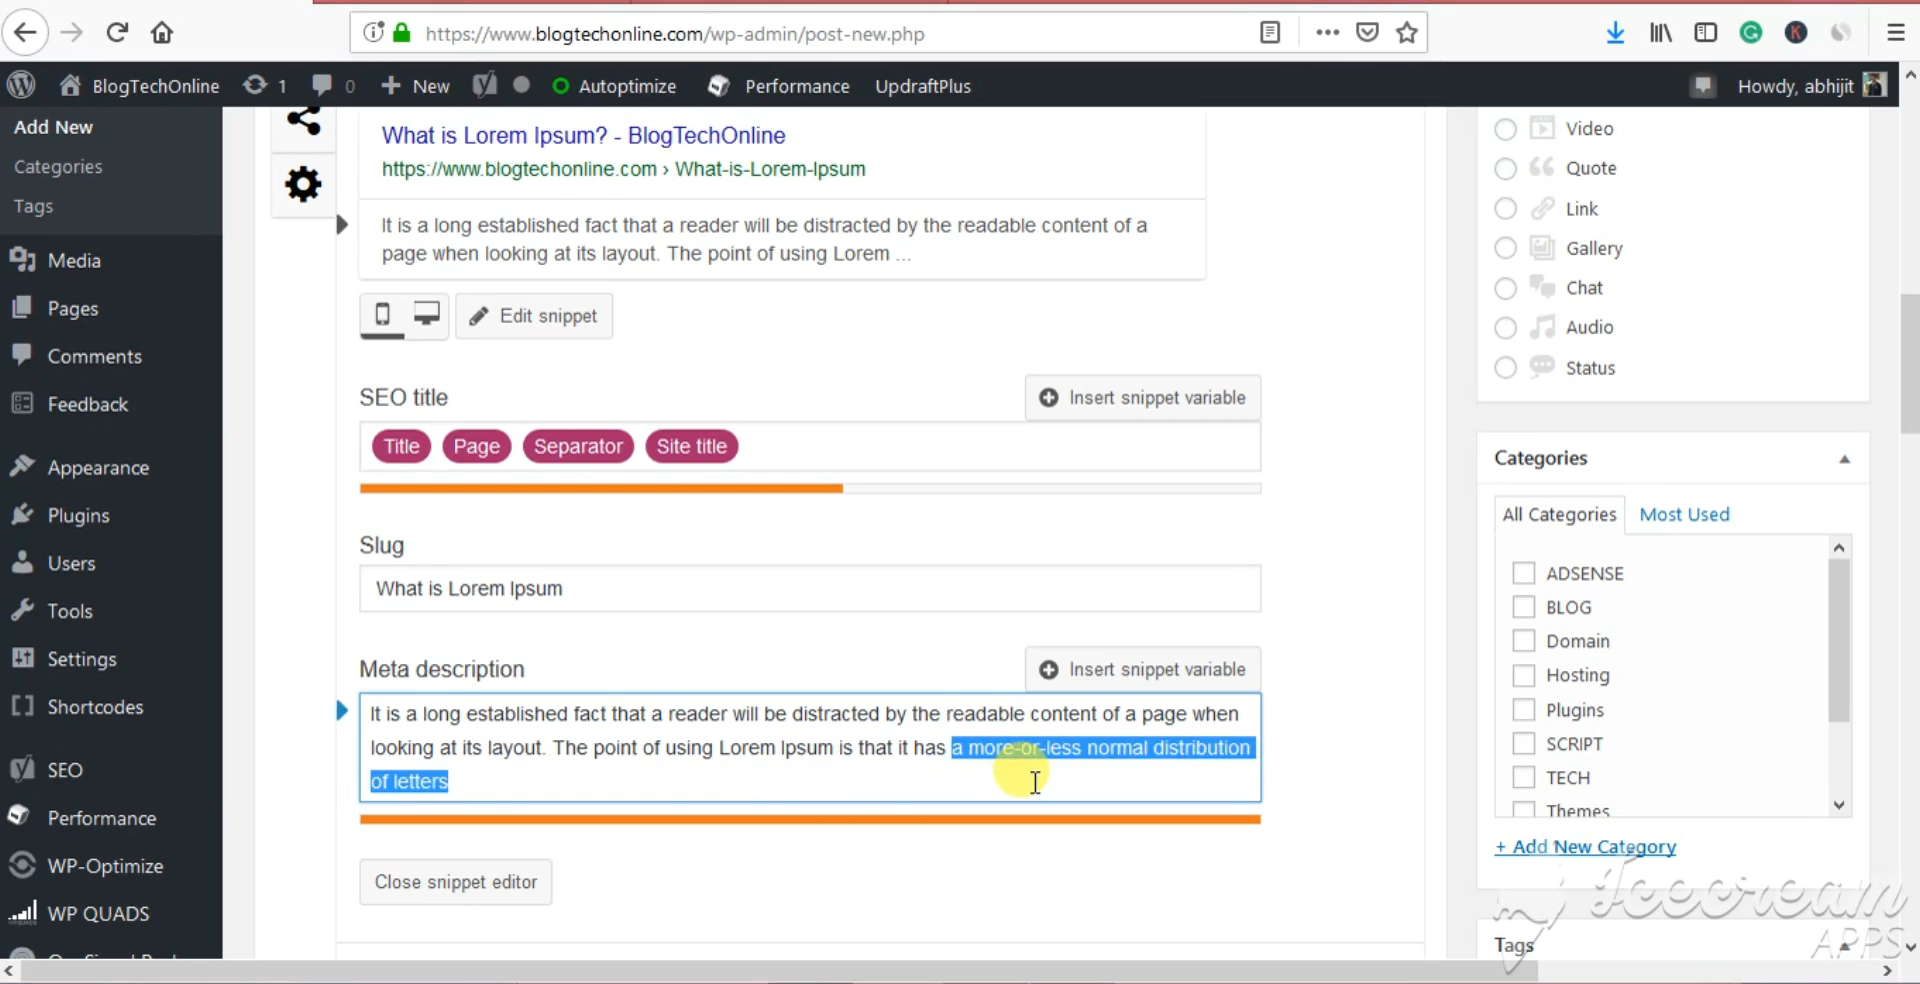 https://www.blogtechonline.com/wp-admin/post-new.php
BlogTechOnline
1
0
New
Autoptimize
Performance
UpdraftPlus
Howdy, abhijit
Add New
Categories
Tags
Media
Pages
Comments
Feedback
Appearance
Plugins
Users
Tools
Settings
Shortcodes
SEO
Performance
WP-Optimize
WP QUADS
What is Lorem Ipsum? - BlogTechOnline
https://www.blogtechonline.com › What-is-Lorem-Ipsum
It is a long established fact that a reader will be distracted by the readable content of a
page when looking at its layout. The point of using Lorem ...
Edit snippet
SEO title
Insert snippet variable
Title Page Separator Site title
Slug
What is Lorem Ipsum
Meta description
Insert snippet variable
It is a long established fact that a reader will be distracted by the readable content of a page when
looking at its layout. The point of using Lorem Ipsum is that it has a more-or-less normal distribution
of letters
Close snippet editor
Video
Quote
Link
Gallery
Chat
Audio
Status
Categories
All Categories
Most Used
ADSENSE
BLOG
Domain
Hosting
Plugins
SCRIPT
TECH
Themes
+ Add New Category
Tags
Icecream
APPS